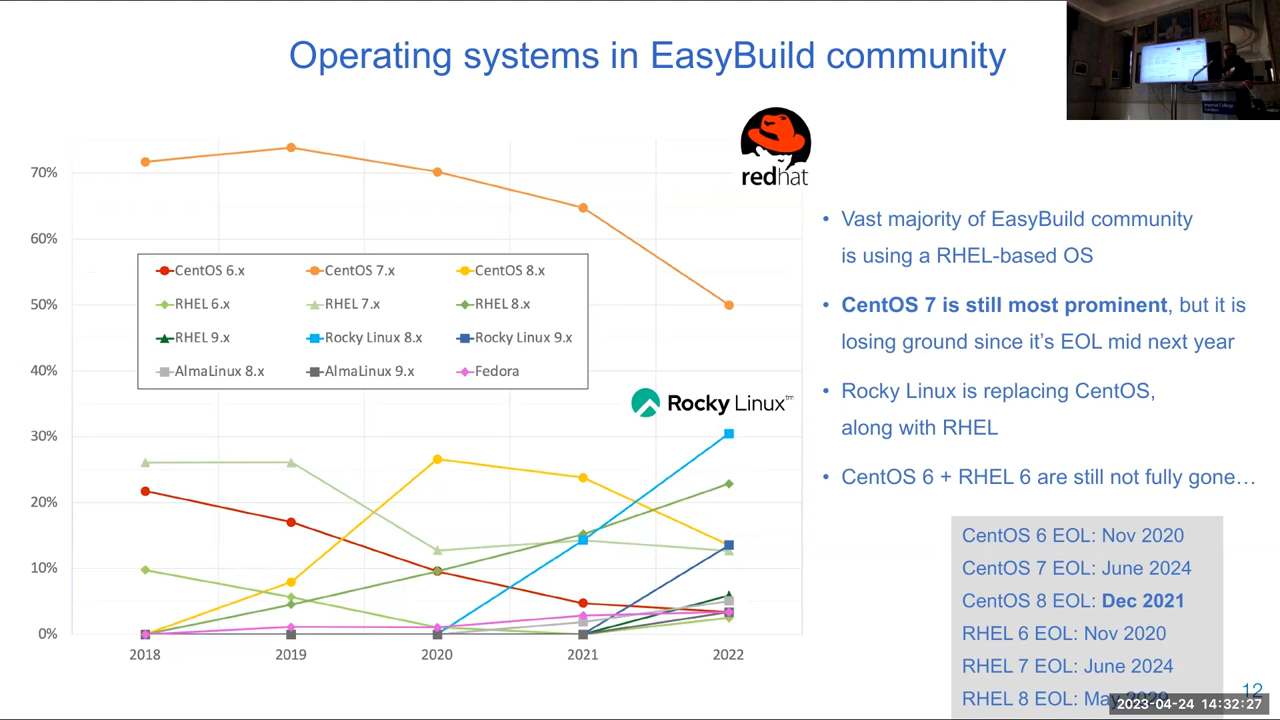 Operating systems in EasyBuild community
redhat
70%
60%
50%
40%
30%
20%
10%
0%
CentOS 6.x
CentOS 7.x
CentOS 8.x
RHEL 6.x
RHEL 7.x
RHEL 8.x
RHEL 9.x
Rocky Linux 8.x
Rocky Linux 9.x
AlmaLinux 8.x
AlmaLinux 9.x
Fedora
Rocky Linux™
2018
2019
2020
2021
2022
• Vast majority of EasyBuild community
is using a RHEL-based OS
• CentOS 7 is still most prominent, but it is
losing ground since it's EOL mid next year
• Rocky Linux is replacing CentOS,
along with RHEL
• CentOS 6 + RHEL 6 are still not fully gone…
CentOS 6 EOL: Nov 2020
CentOS 7 EOL: June 2024
CentOS 8 EOL: Dec 2021
RHEL 6 EOL: Nov 2020
RHEL 7 EOL: June 2024
RHEL 8 EOL: May 2029
12
2023-04-24 14:32:27
Imperial College
London